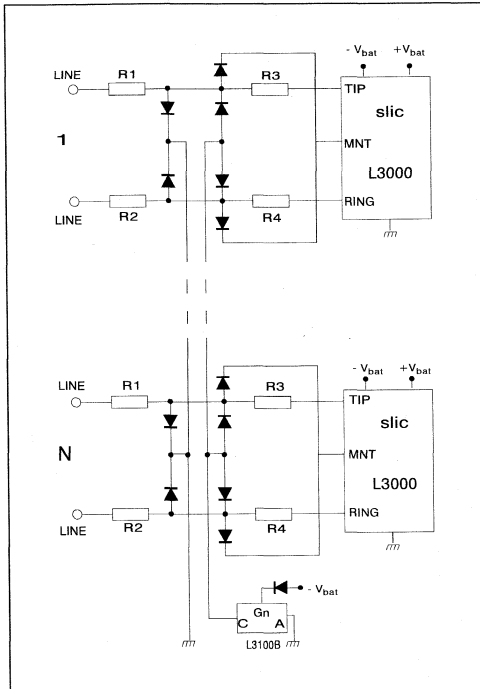 - Vbat +Vbat
LINE R1 R3 TIP
slic
1 MNT
L3000
RING
LINE R2 R4
- Vbat +Vbat
LINE R1 R3
TIP
slic
N MNT
L3000
RING
LINE R2 R4
Gn - Vbat
C A
L3100B